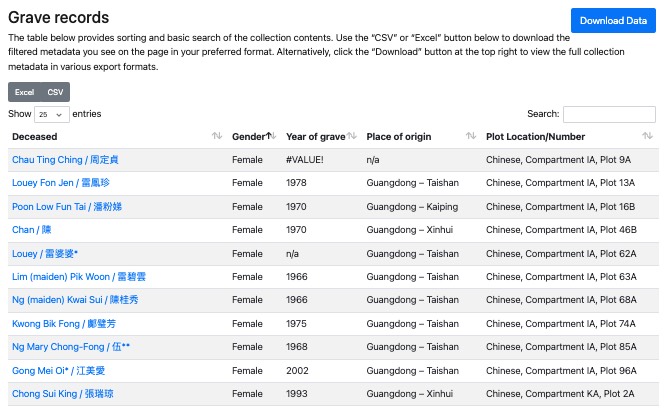 Grave records
Download Data
The table below provides sorting and basic search of the collection contents. Use the “CSV” or “Excel” button below to download the
filtered metadata you see on the page in your preferred format. Alternatively, click the “Download” button at the top right to view the full collection
metadata in various export formats.
Excel CSV
Show 25 entries Search:
Deceased Gender Year of grave Place of origin Plot Location/Number
Chau Ting Ching / 周定貞 Female #VALUE! n/a Chinese, Compartment IA, Plot 9A
Louey Fon Jen / 雷鳳珍 Female 1978 Guangdong – Taishan Chinese, Compartment IA, Plot 13A
Poon Low Fun Tai / 潘粉娣 Female 1970 Guangdong – Kaiping Chinese, Compartment IA, Plot 16B
Chan / 陳 Female 1970 Guangdong – Xinhui Chinese, Compartment IA, Plot 46B
Louey / 雷婆婆* Female n/a Guangdong – Taishan Chinese, Compartment IA, Plot 62A
Lim (maiden) Pik Woon / 雷碧雲 Female 1966 Guangdong – Taishan Chinese, Compartment IA, Plot 63A
Ng (maiden) Kwai Sui / 陳桂秀 Female 1966 Guangdong – Taishan Chinese, Compartment IA, Plot 68A
Kwong Bik Fong / 鄺璧芳 Female 1975 Guangdong – Taishan Chinese, Compartment IA, Plot 74A
Ng Mary Chong-Fong / 伍** Female 1968 Guangdong – Taishan Chinese, Compartment IA, Plot 85A
Gong Mei Oi* / 江美愛 Female 2002 Guangdong – Taishan Chinese, Compartment IA, Plot 96A
Chong Sui King / 張瑞琼 Female 1993 Guangdong – Xinhui Chinese, Compartment KA, Plot 2A